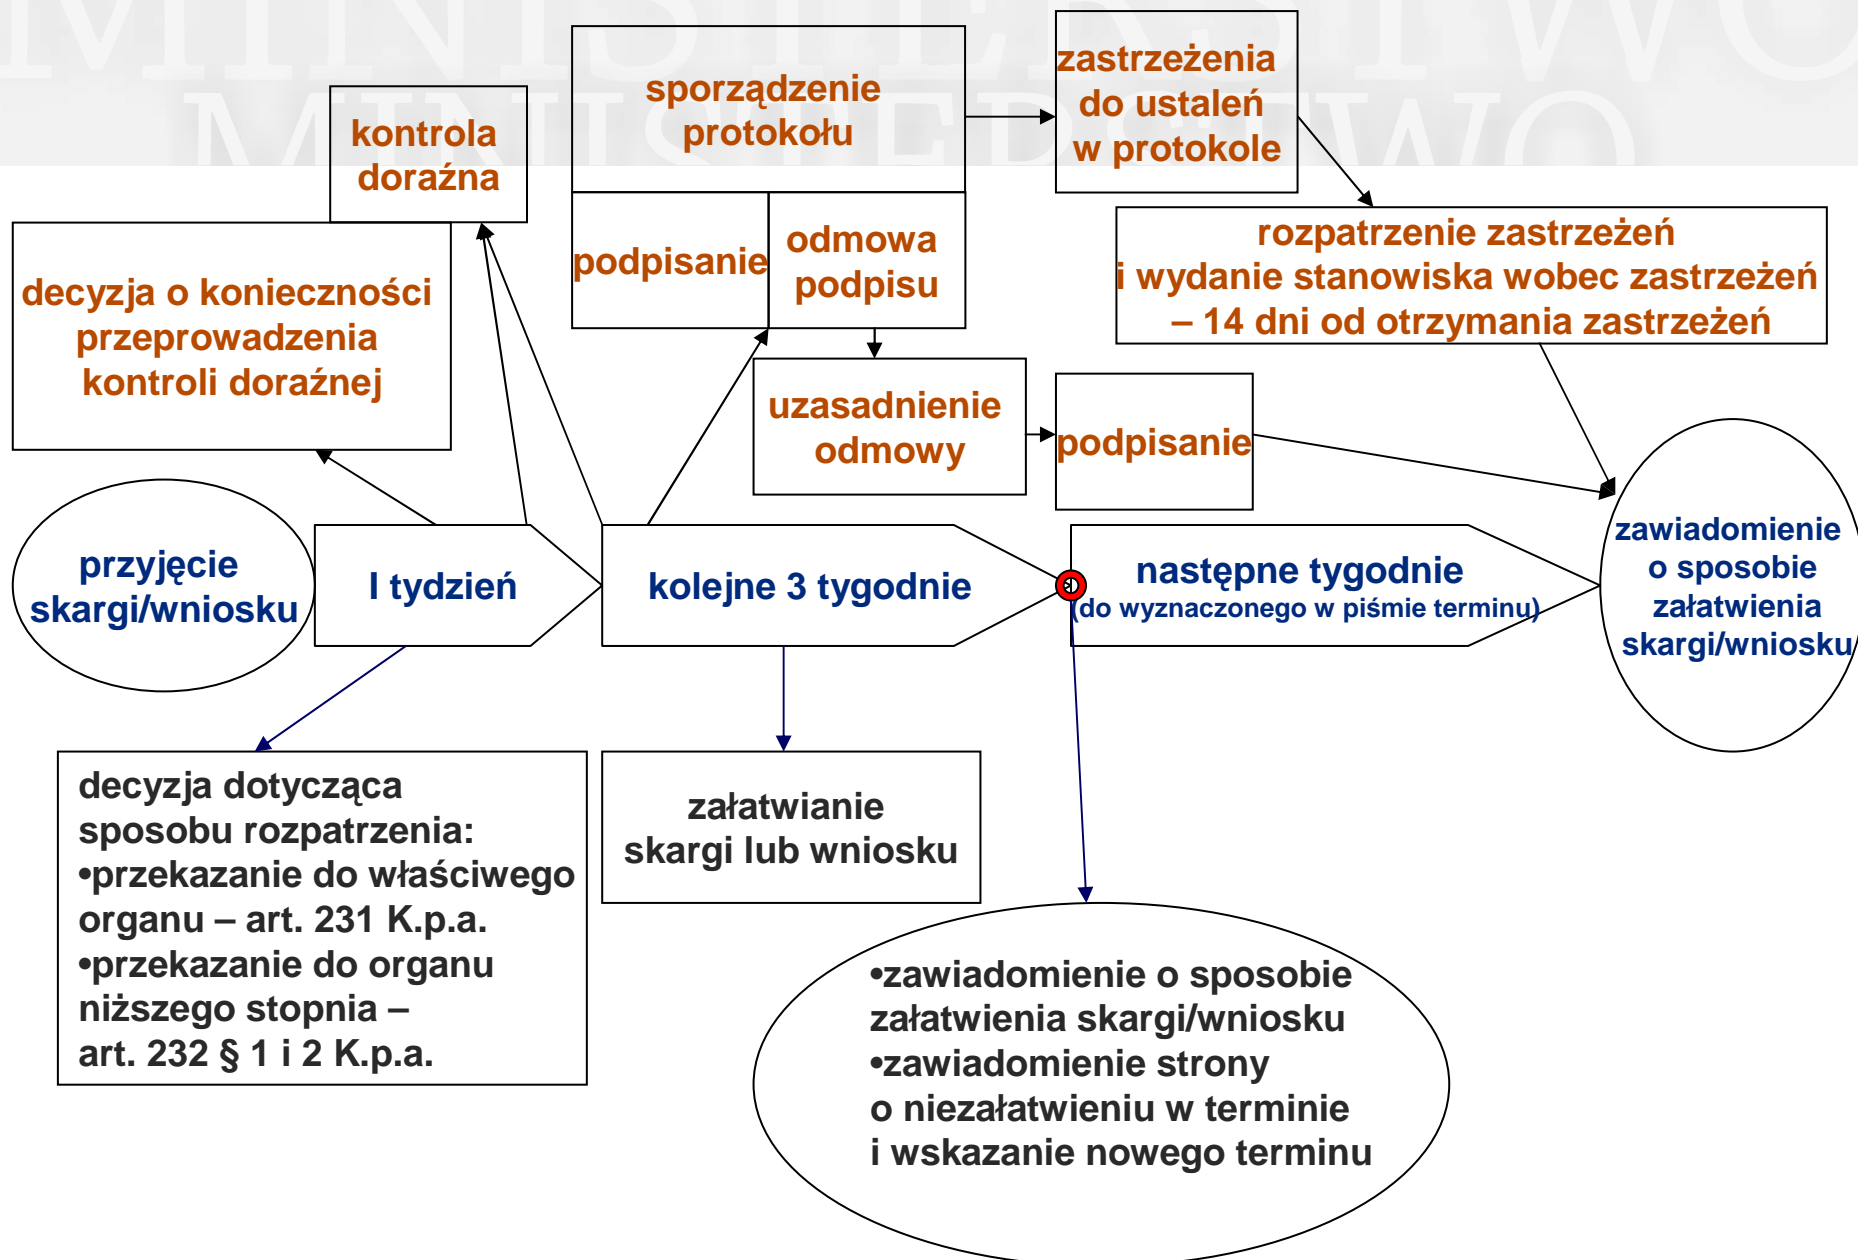 MINISTERSTWO
MINISTERSTWO
kontrola
doraźna
sporządzenie
protokołu
zastrzeżenia
do ustaleń
w protokole
podpisanie
odmowa
podpisu
rozpatrzenie zastrzeżeń
i wydanie stanowiska wobec zastrzeżeń
– 14 dni od otrzymania zastrzeżeń
decyzja o konieczności
przeprowadzenia
kontroli doraźnej
uzasadnienie
odmowy
podpisanie
przyjęcie
skargi/wniosku
I tydzień
kolejne 3 tygodnie
następne tygodnie
(do wyznaczonego w piśmie terminu)
zawiadomienie
o sposobie
załatwienia
skargi/wniosku
decyzja dotycząca
sposobu rozpatrzenia:
•przekazanie do właściwego
organu – art. 231 K.p.a.
•przekazanie do organu
niższego stopnia –
art. 232 § 1 i 2 K.p.a.
załatwianie
skargi lub wniosku
•zawiadomienie o sposobie
załatwienia skargi/wniosku
•zawiadomienie strony
o niezałatwieniu w terminie
i wskazanie nowego terminu